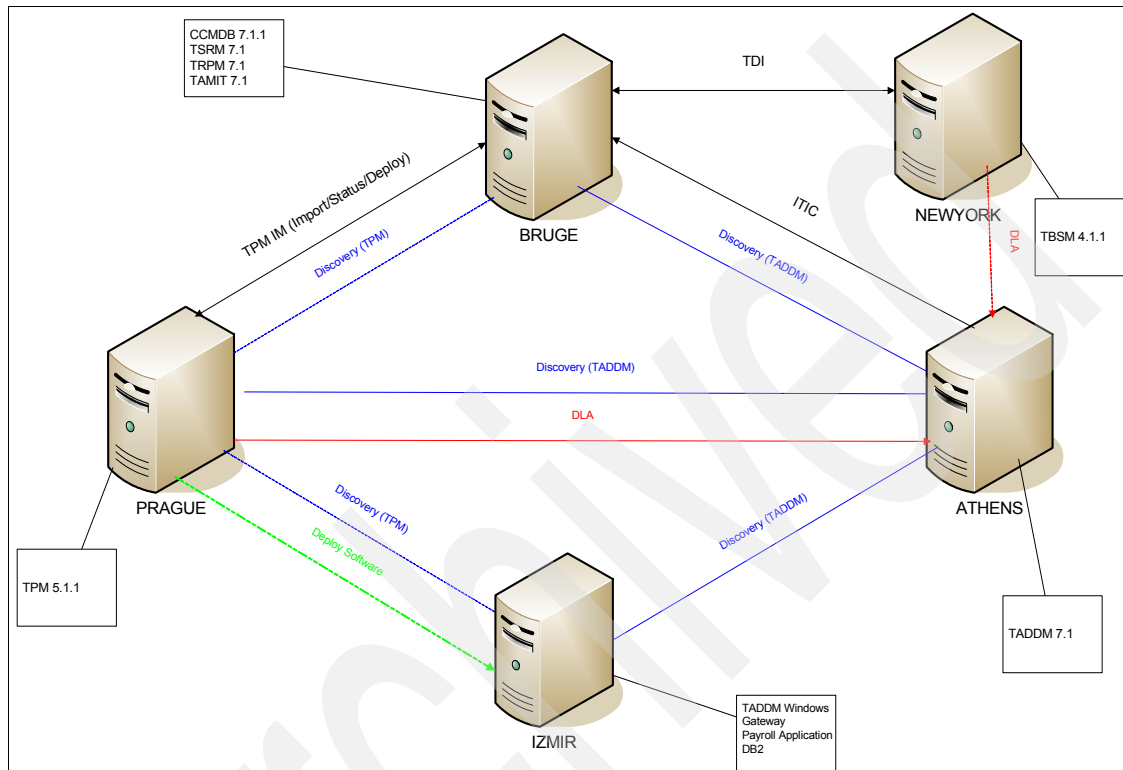 CCMDB 7.1.1
TSRM 7.1
TRPM 7.1
TAMIT 7.1
TDI
TPM IM (Import/Status/Deploy)
BRUGE
ITIC
NEWYORK
Discovery (TPM)
Discovery (TADDM)
DLA
TBSM 4.1.1
Discovery (TADDM)
DLA
PRAGUE
ATHENS
Discovery (TPM)
Deploy Software
Discovery (TADDM)
TPM 5.1.1
TADDM 7.1
IZMIR
TADDM Windows
Gateway
Payroll Application
DB2
Archived